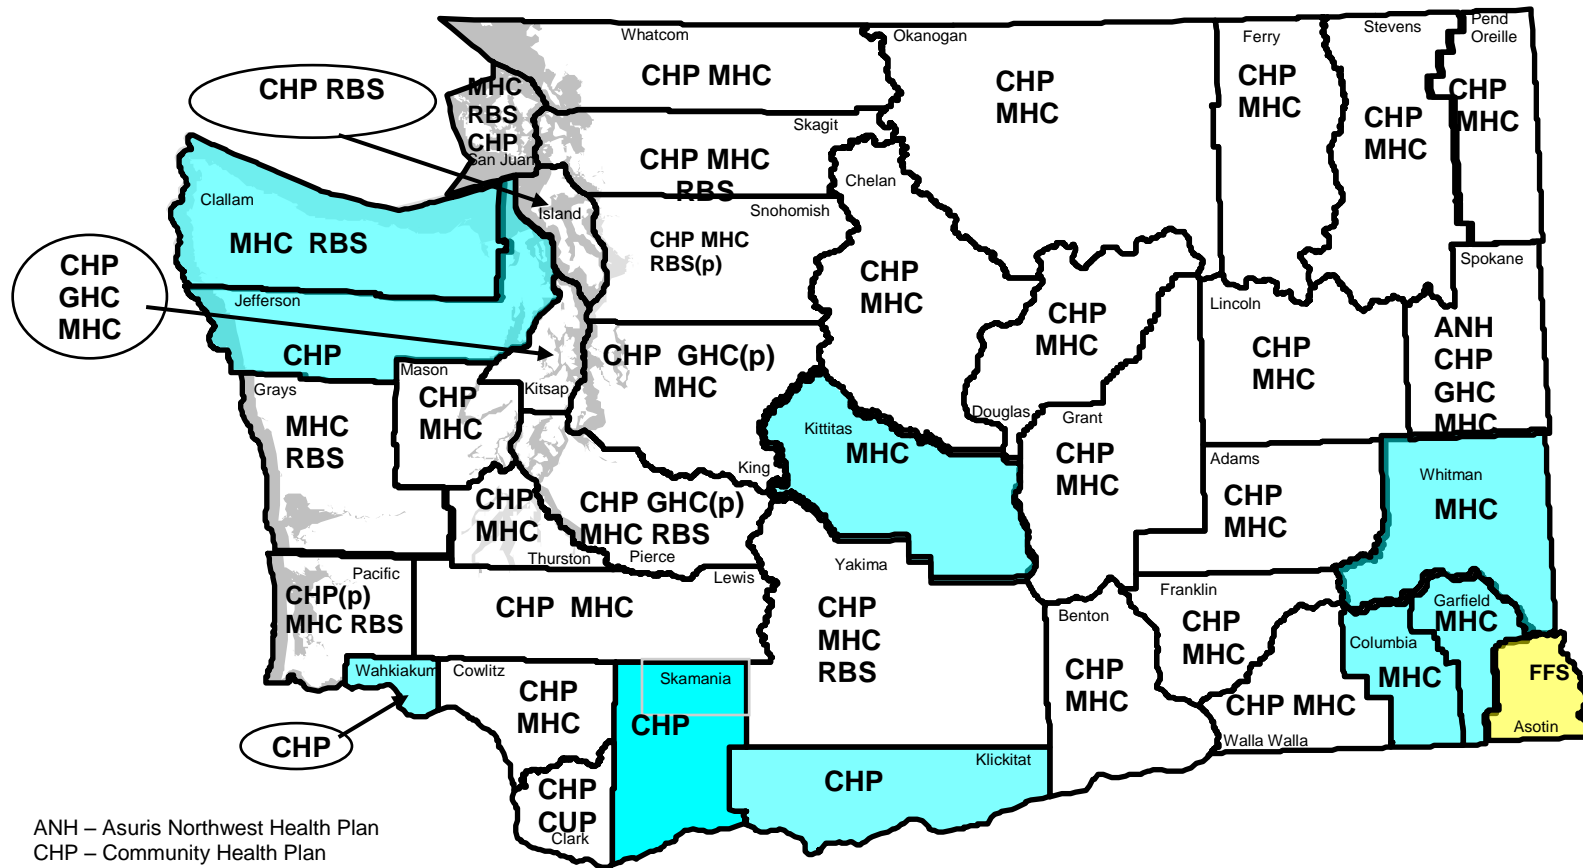 Whatcom
CHP MHC
Okanogan
CHP
MHC
Ferry
CHP
MHC
Stevens
CHP
MHC
Pend
Oreille
CHP
MHC
CHP RBS
MHC
RBS
CHP
San Juan
Skagit
CHP MHC
RBS
Clallam
MHC RBS
Island
Snohomish
CHP MHC
RBS(p)
Chelan
CHP
MHC
CHP
GHC
MHC
Jefferson
CHP
Kitsap
CHP GHC(p)
MHC
King
CHP
MHC
Douglas
Lincoln
CHP
MHC
Spokane
ANH
CHP
GHC
MHC
Grays
MHC
RBS
Mason
CHP
MHC
Kittitas
MHC
Grant
CHP
MHC
Adams
CHP
MHC
Whitman
MHC
CHP
MHC
Thurston
CHP GHC(p)
MHC RBS
Pierce
Pacific
CHP(p)
MHC RBS
Lewis
CHP MHC
Yakima
CHP
MHC
RBS
Benton
CHP
MHC
Franklin
CHP
MHC
Garfield
MHC
Columbia
MHC
FFS
Asotin
Wahkiakum
CHP
Cowlitz
CHP
MHC
Skamania
CHP
Klickitat
CHP
CHP MHC
Walla Walla
CHP
CUP
Clark
ANH – Asuris Northwest Health Plan
CHP – Community Health Plan